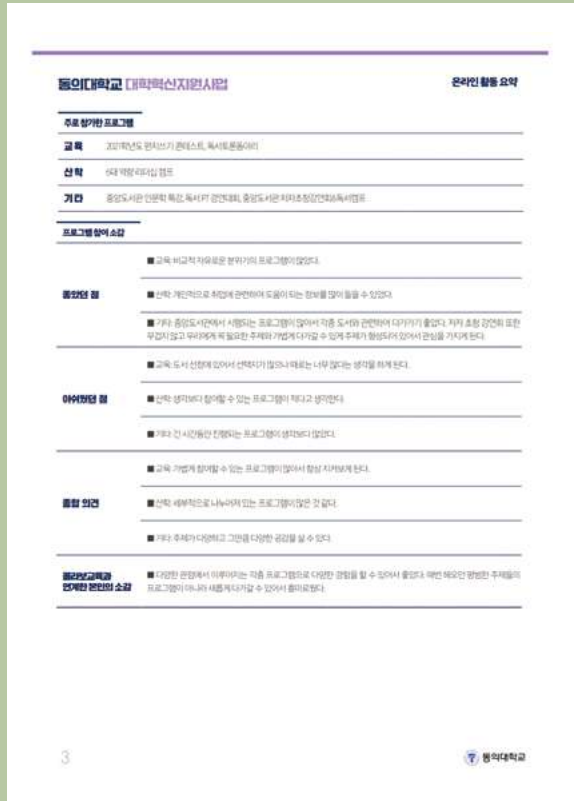 동의대학교 대학혁신지원사업
온라인 활동 요약
주로 참가한 프로그램
교육 2021학년도 편지쓰기 콘테스트, 독서토론동아리
산학 6대 역량 리더십 캠프
기타 중앙도서관 인문학 특강, 독서PT 경연대회, 중앙도서관 저자초청강연회&독서캠프
프로그램 참여 소감
좋았던 점
■ 교육: 비교적 자유로운 분위기의 프로그램이 많았다.
■ 산학: 개인적으로 취업에 관련하여 도움이 되는 정보를 많이 들을 수 있었다.
■ 기타: 중앙도서관에서 시행되는 프로그램이 많아서 각종 도서와 관련하여 다가가기 좋았다. 저자 초청 강연회 또한
무겁지 않고 우리에게 꼭 필요한 주제와 가볍게 다가갈 수 있게 주제가 형성되어 있어서 관심을 가지게 된다.
아쉬웠던 점
■ 교육: 도서 선정에 있어서 선택지가 많으나 때로는 너무 많다는 생각을 하게 된다.
■ 산학: 생각보다 참여할 수 있는 프로그램이 적다고 생각한다.
■ 기타: 긴 시간동안 진행되는 프로그램이 생각보다 많았다.
종합 의견
■ 교육: 가볍게 참여할 수 있는 프로그램이 많아서 항상 지켜보게 된다.
■ 산학: 세부적으로 나누어져 있는 프로그램이 많은 것 같다.
■ 기타: 주제가 다양하고 그만큼 다양한 공감을 살 수 있다.
콜라보교육과
연계한 본인의 소감
■ 다양한 관점에서 이루어지는 각종 프로그램으로 다양한 경험을 할 수 있어서 좋았다. 매번 해오던 평범한 주제들의
프로그램이 아니라 새롭게 다가갈 수 있어서 흥미로웠다.
3
동의대학교